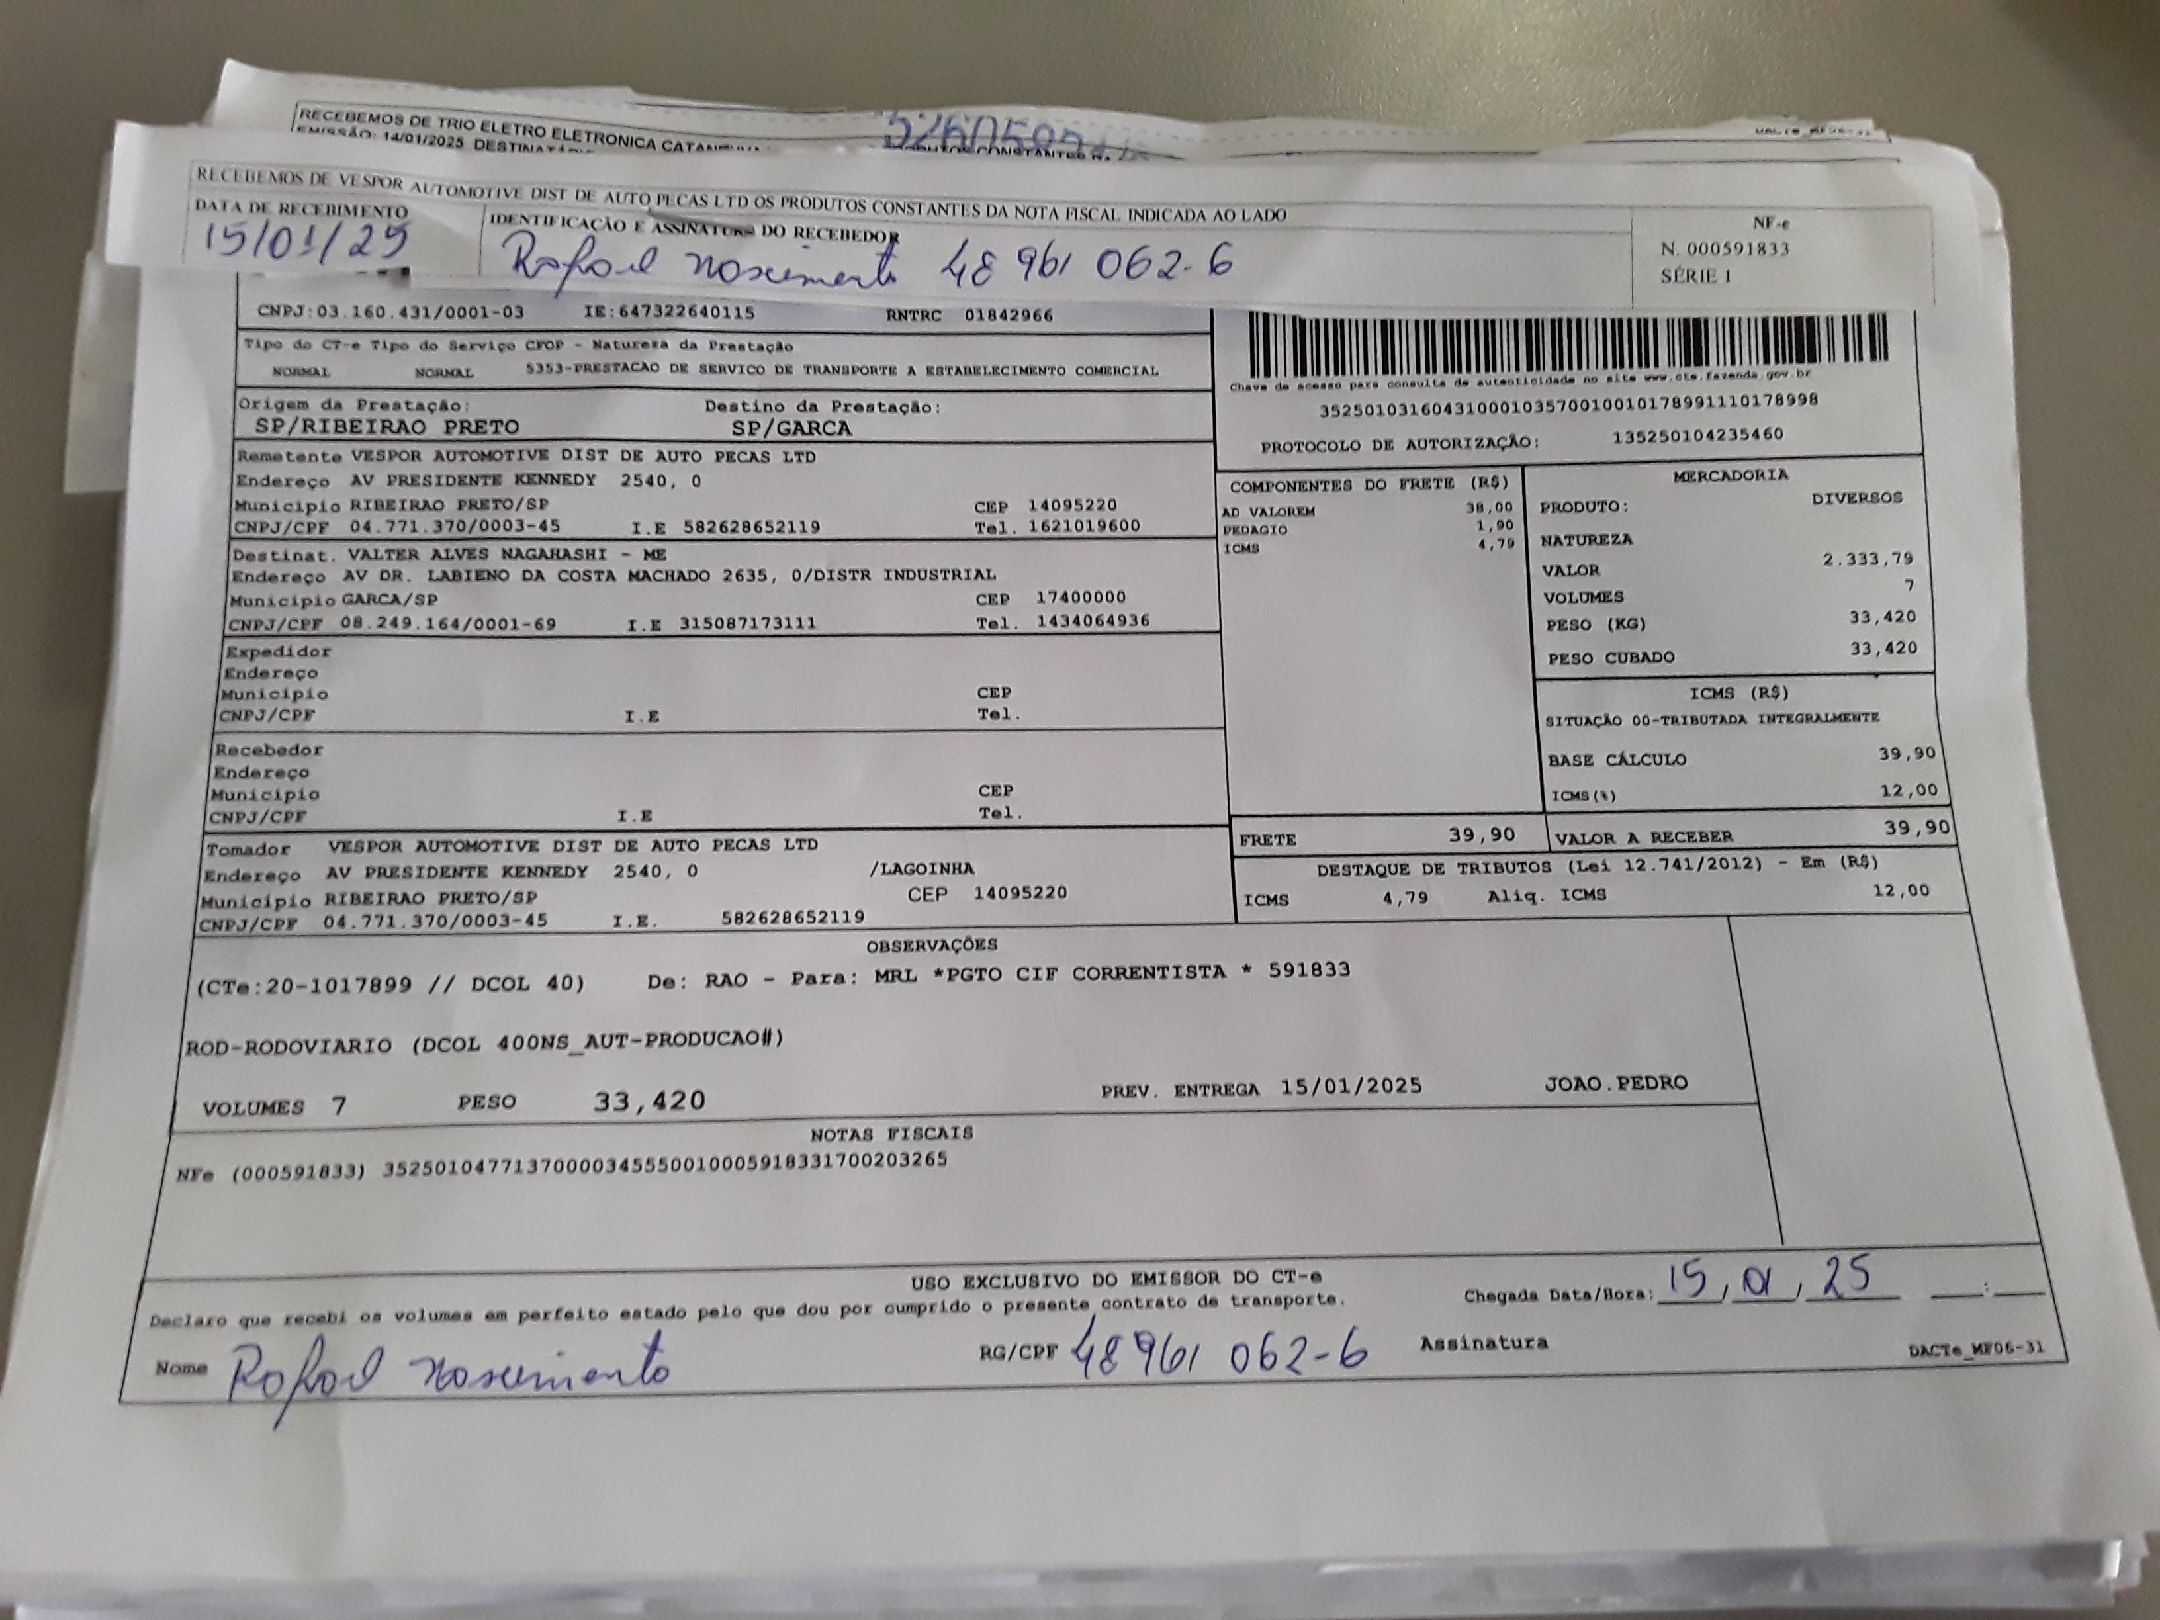 RECEBEMOS DE TRIO ELETRO ELETRONICA
EMISSÃO: 14/01/2025 DESTINATÁRIO
RECEBEMOS DE VESPOR AUTOMOTIVE DIST DE AUTO PECAS LTD OS PRODUTOS CONSTANTES DA NOTA FISCAL INDICADA AO LADO
DATA DE RECEBIMENTO IDENTIFICAÇÃO E ASSINATURA DO RECEBEDOR NF-e
15/01/25 Rafael Nascimento 48 961 062-6 N. 000591833
SÉRIE 1
CNPJ:03.160.431/0001-03 IE:647322640115 RNTRC 01842966
Tipo do CT-e Tipo do Serviço CFOP - Natureza da Prestação
NORMAL NORMAL 5353-PRESTACAO DE SERVICO DE TRANSPORTE A ESTABELECIMENTO COMERCIAL
Chave de acesso para consulta de autenticidade no site www.cte.fazenda.gov.br
35250103160431000103570010010178991110178998
PROTOCOLO DE AUTORIZAÇÃO: 135250104235460
Origem da Prestação: Destino da Prestação:
SP/RIBEIRAO PRETO SP/GARCA
Remetente VESPOR AUTOMOTIVE DIST DE AUTO PECAS LTD
Endereço AV PRESIDENTE KENNEDY 2540, 0
Municipio RIBEIRAO PRETO/SP CEP 14095220
CNPJ/CPF 04.771.370/0003-45 I.E 582628652119 Tel. 1621019600
Destinat. VALTER ALVES NAGAHASHI - ME
Endereço AV DR. LABIENO DA COSTA MACHADO 2635, 0/DISTR INDUSTRIAL
Municipio GARCA/SP CEP 17400000
CNPJ/CPF 08.249.164/0001-69 I.E 315087173111 Tel. 1434064936
Expedidor
Endereço
Municipio CEP
CNPJ/CPF I.E Tel.
Recebedor
Endereço
Municipio CEP
CNPJ/CPF I.E Tel.
Tomador VESPOR AUTOMOTIVE DIST DE AUTO PECAS LTD
Endereço AV PRESIDENTE KENNEDY 2540, 0 /LAGOINHA
Municipio RIBEIRAO PRETO/SP CEP 14095220
CNPJ/CPF 04.771.370/0003-45 I.E. 582628652119
COMPONENTES DO FRETE (R$)
AD VALOREM 38,00
PEDAGIO 1,90
ICMS 4,79
MERCADORIA
PRODUTO: DIVERSOS
NATUREZA
VALOR 2.333,79
VOLUMES 7
PESO (KG) 33,420
PESO CUBADO 33,420
ICMS (R$)
SITUAÇÃO 00-TRIBUTADA INTEGRALMENTE
BASE CÁLCULO 39,90
ICMS(%) 12,00
FRETE 39,90 VALOR A RECEBER 39,90
DESTAQUE DE TRIBUTOS (Lei 12.741/2012) - Em (R$)
ICMS 4,79 Aliq. ICMS 12,00
OBSERVAÇÕES
(CTe:20-1017899 // DCOL 40) De: RAO - Para: MRL *PGTO CIF CORRENTISTA * 591833
ROD-RODOVIARIO (DCOL 400NS_AUT-PRODUCAO#)
VOLUMES 7 PESO 33,420 PREV. ENTREGA 15/01/2025 JOAO.PEDRO
NOTAS FISCAIS
NFe (000591833) 35250104771370000345550010005918331700203265
USO EXCLUSIVO DO EMISSOR DO CT-e
Declaro que recebi os volumes em perfeito estado pelo que dou por cumprido o presente contrato de transporte.
Chegada Data/Hora: 15, 01, 25 :
Nome Rafael Nascimento RG/CPF 48961 062-6 Assinatura
DACTe_MF06-31